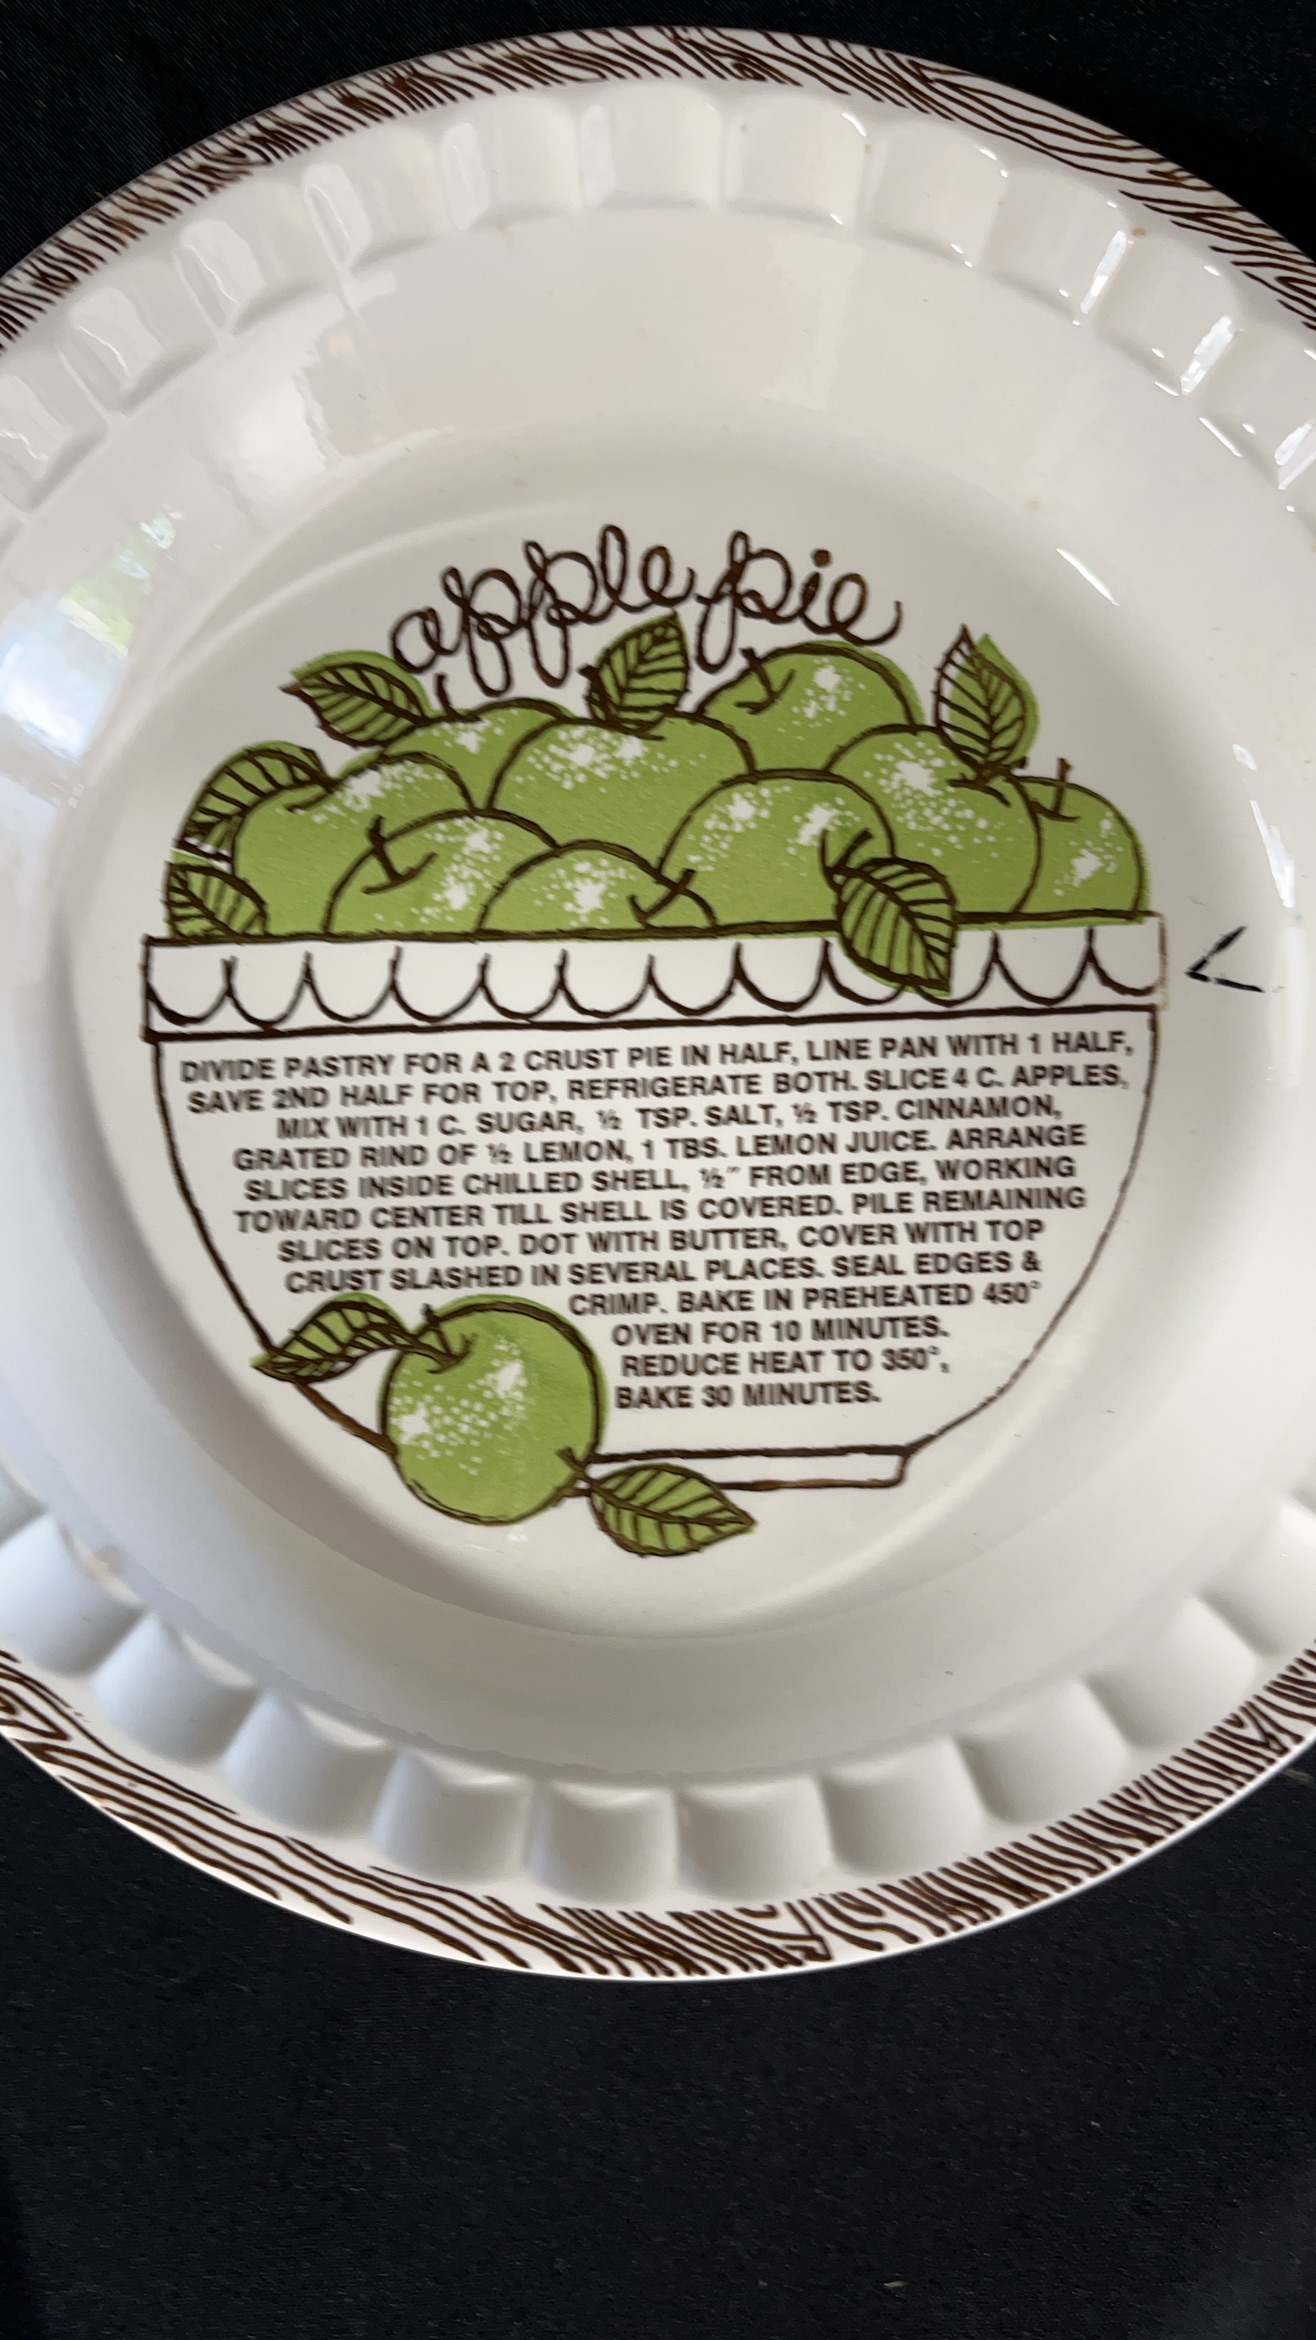 apple pie
DIVIDE PASTRY FOR A 2 CRUST PIE IN HALF, LINE PAN WITH 1 HALF,
SAVE 2ND HALF FOR TOP, REFRIGERATE BOTH. SLICE 4 C. APPLES,
MIX WITH 1 C. SUGAR, ½ TSP. SALT, ½ TSP. CINNAMON,
GRATED RIND OF ½ LEMON, 1 TBS. LEMON JUICE. ARRANGE
SLICES INSIDE CHILLED SHELL, ½″ FROM EDGE, WORKING
TOWARD CENTER TILL SHELL IS COVERED. PILE REMAINING
SLICES ON TOP. DOT WITH BUTTER, COVER WITH TOP
CRUST SLASHED IN SEVERAL PLACES. SEAL EDGES &
CRIMP. BAKE IN PREHEATED 450°
OVEN FOR 10 MINUTES.
REDUCE HEAT TO 350°,
BAKE 30 MINUTES.